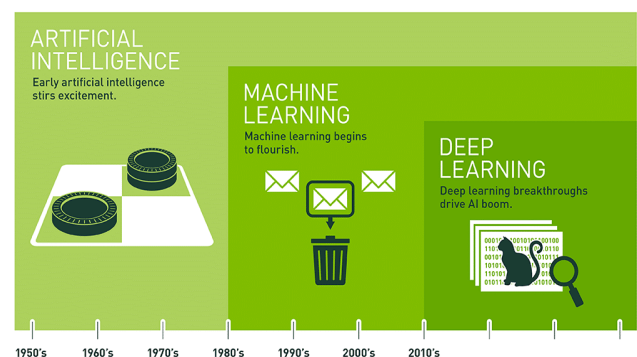 ARTIFICIAL
INTELLIGENCE
Early artificial intelligence
stirs excitement.
MACHINE
LEARNING
Machine learning begins
to flourish.
DEEP
LEARNING
Deep learning breakthroughs
drive AI boom.
1950's 1960's 1970's 1980's 1990's 2000's 2010's